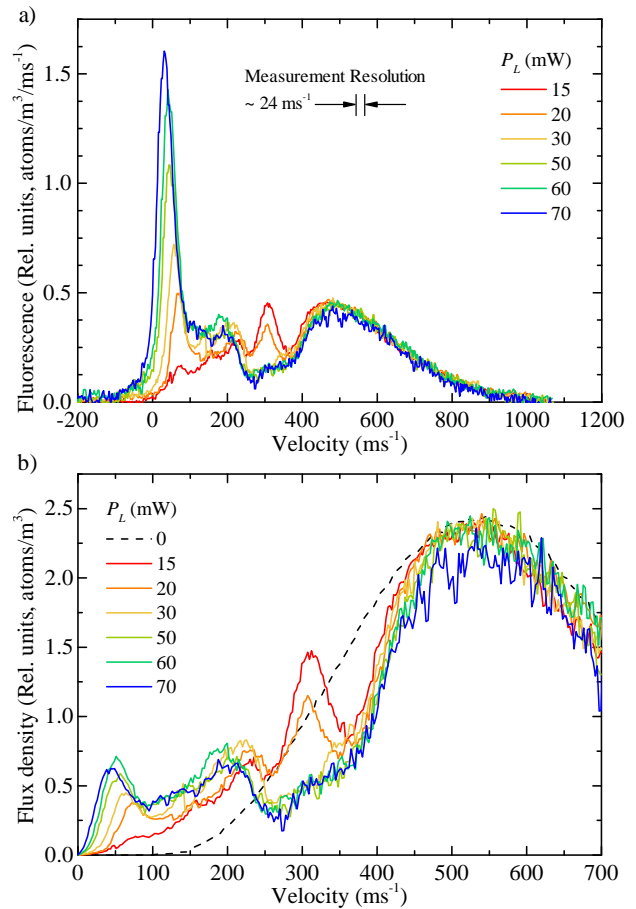 a)
Fluorescence (Rel. units, atoms/m³/ms⁻¹)
1.5
1.0
0.5
0.0
Measurement Resolution
~ 24 ms⁻¹
P_L (mW)
15
20
30
50
60
70
-200 0 200 400 600 800 1000 1200
Velocity (ms⁻¹)
b)
Flux density (Rel. units, atoms/m³)
2.5
2.0
1.5
1.0
0.5
0.0
P_L (mW)
0
15
20
30
50
60
70
0 100 200 300 400 500 600 700
Velocity (ms⁻¹)